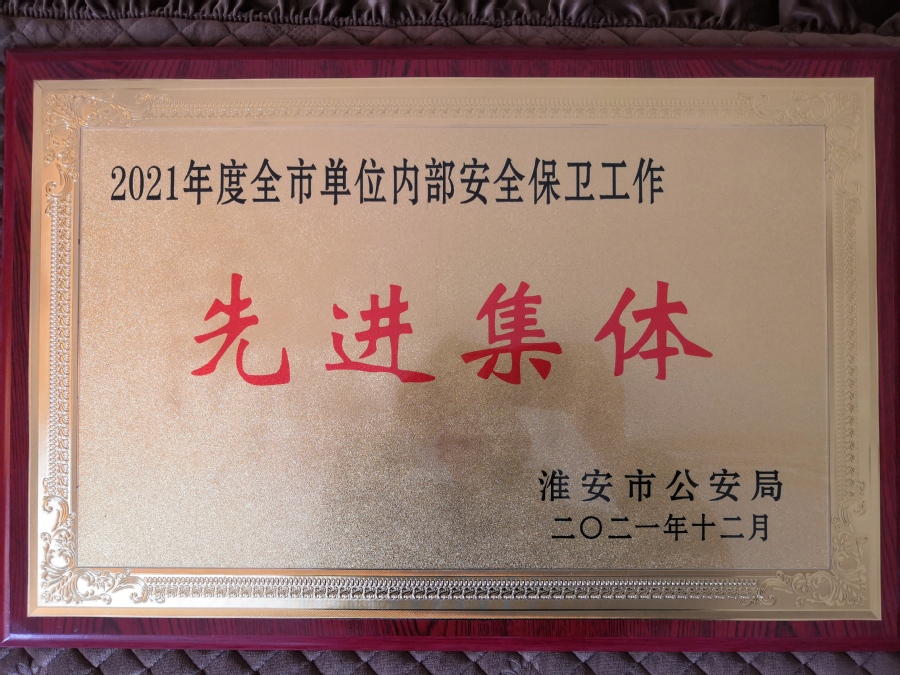 2021年度全市单位内部安全保卫工作
先进集体
淮安市公安局
二〇二一年十二月